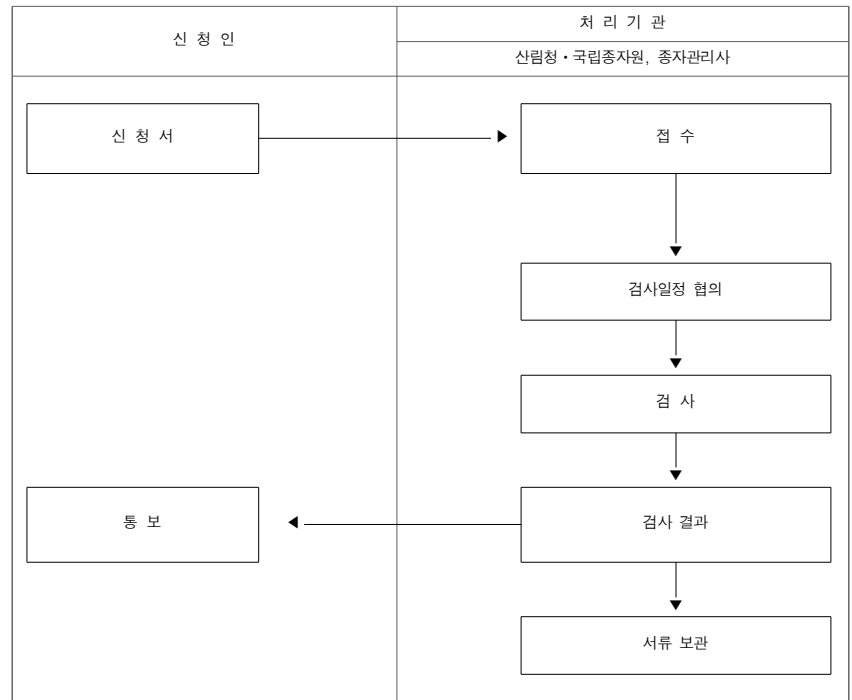 신 청 인
처 리 기 관
산림청·국립종자원, 종자관리사
신 청 서
접 수
검사일정 협의
검 사
통 보
검사 결과
서류 보관